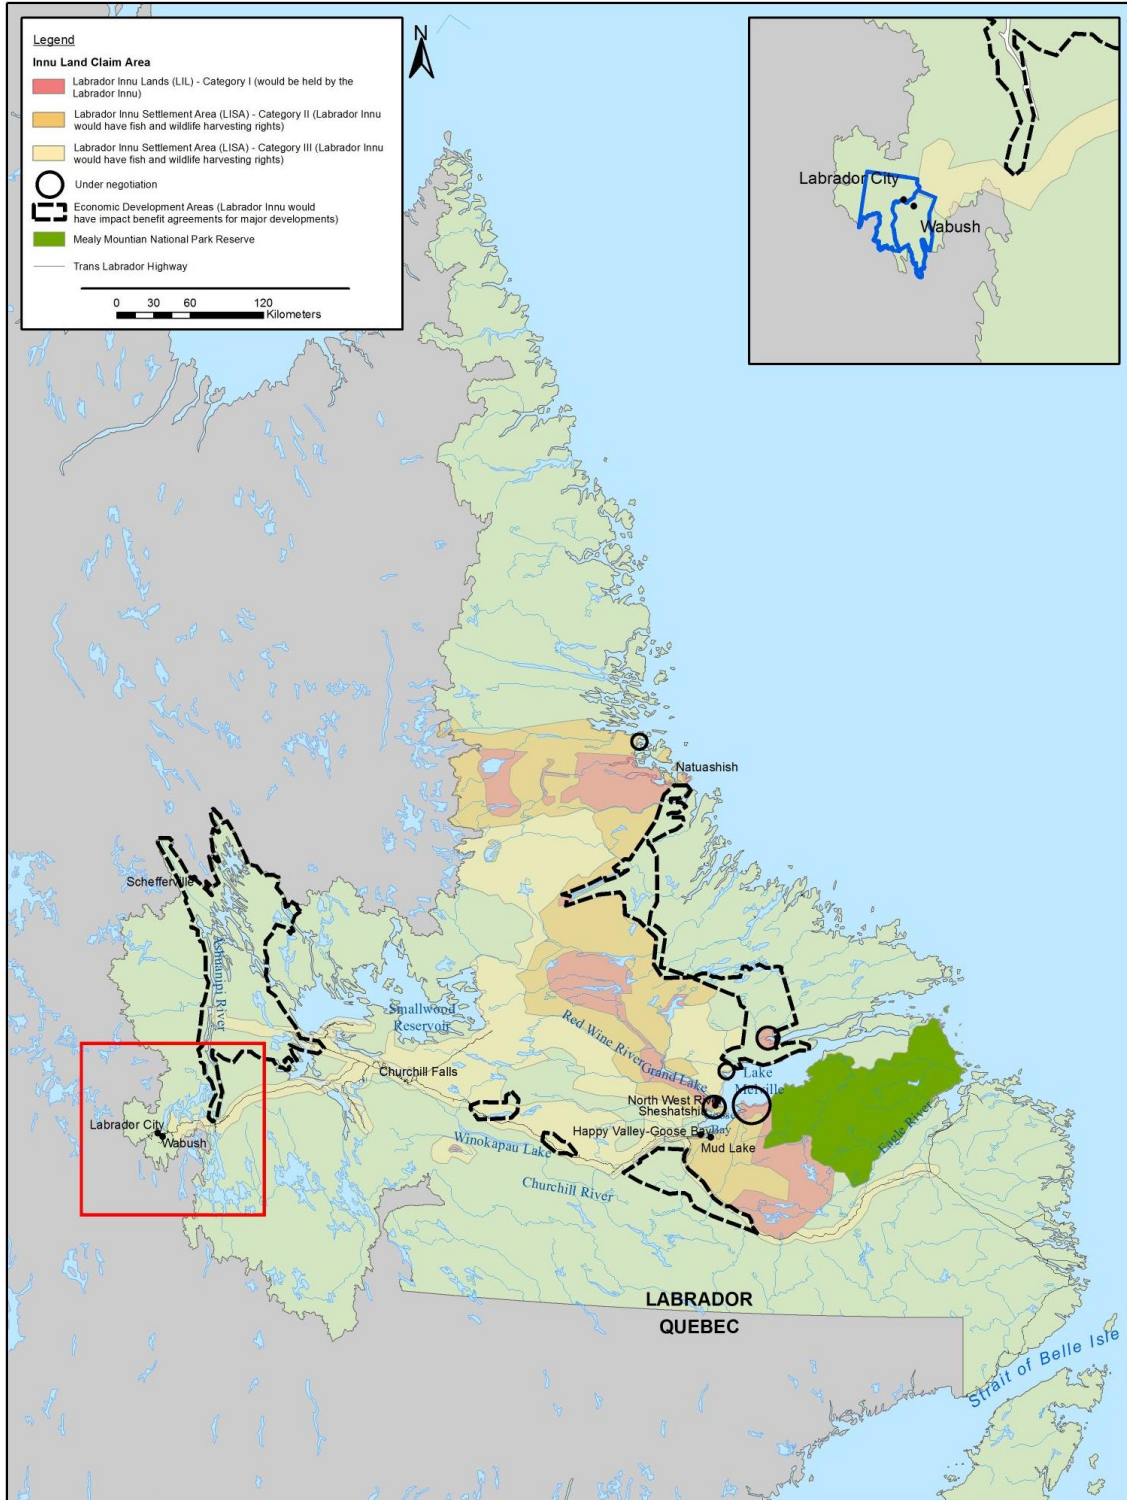 Legend
Innu Land Claim Area
Labrador Innu Lands (LIL) - Category I (would be held by the
Labrador Innu)
Labrador Innu Settlement Area (LISA) - Category II (Labrador Innu
would have fish and wildlife harvesting rights)
Labrador Innu Settlement Area (LISA) - Category III (Labrador Innu
would have fish and wildlife harvesting rights)
Under negotiation
Economic Development Areas (Labrador Innu would
have impact benefit agreements for major developments)
Mealy Mountian National Park Reserve
Trans Labrador Highway
0 30 60 120
Kilometers
N
Labrador City
Wabush
Natuashish
Schefferville
Ashuanipi River
Smallwood
Reservoir
Red Wine River
Grand Lake
Lake
Melville
Churchill Falls
North West River
Sheshatshiu
Goose
Bay
Happy Valley-Goose Bay
Mud Lake
Eagle River
Labrador City
Wabush
Winokapau Lake
Churchill River
LABRADOR
QUEBEC
Strait of Belle Isle